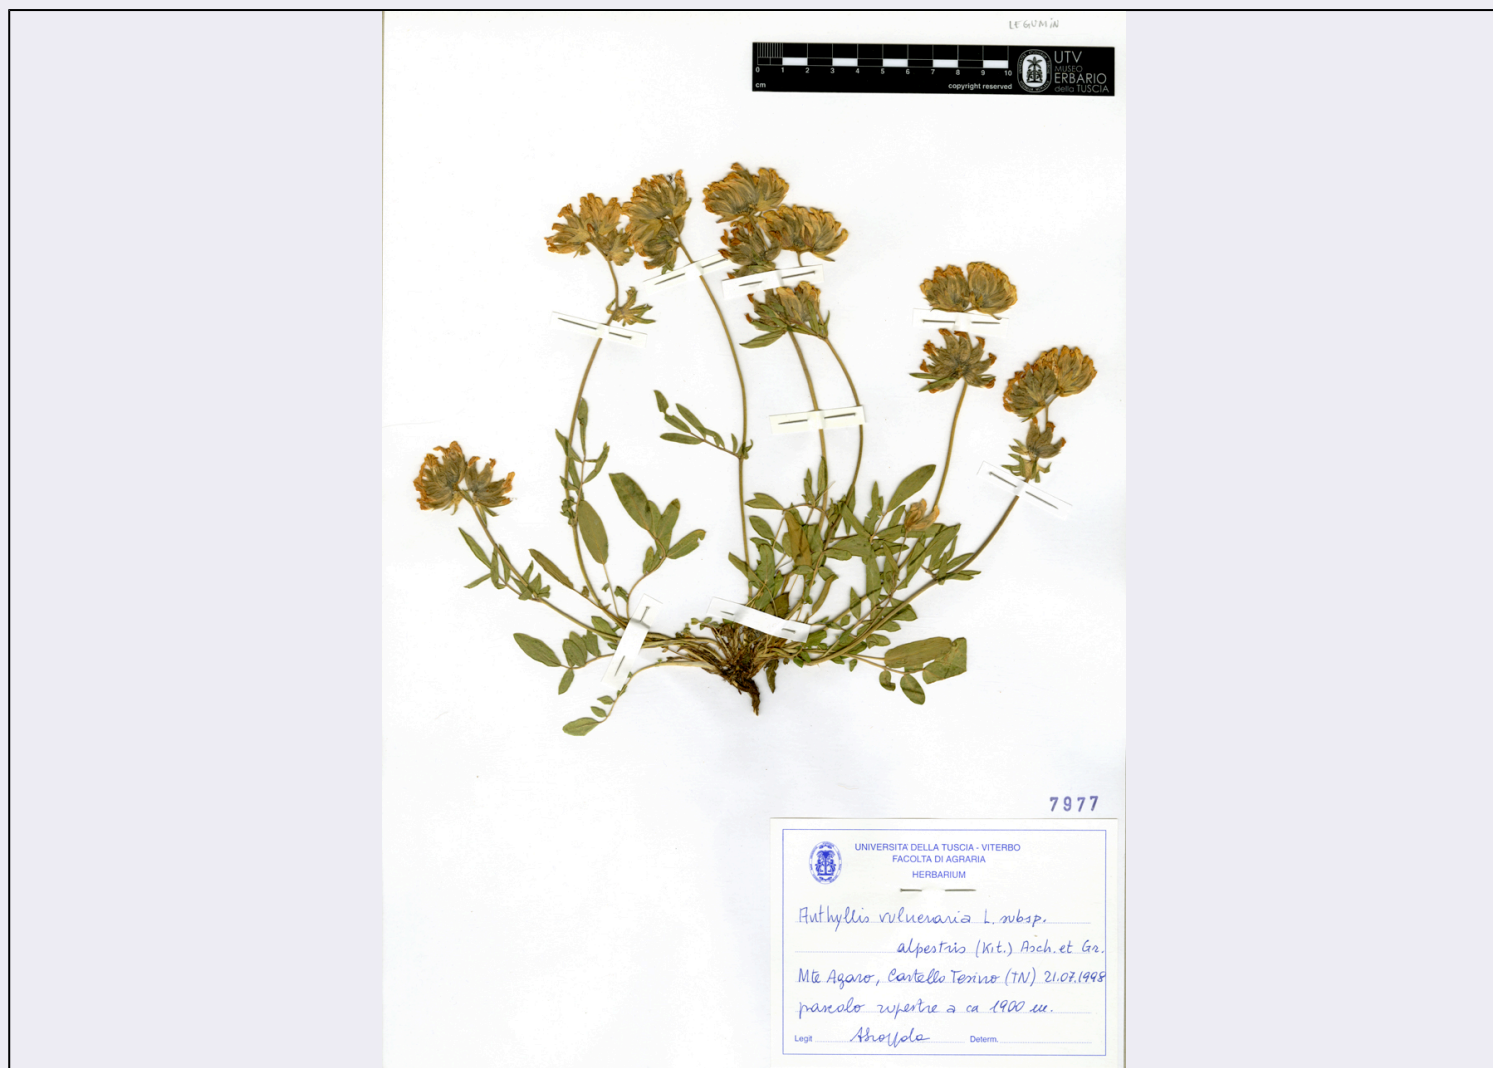 LEGUMIN
0 1 2 3 4 5 6 7 8 9 10
cm
copyright reserved
UTV
MUSEO
ERBARIO
della TUSCIA
7977
UNIVERSITA' DELLA TUSCIA - VITERBO
FACOLTA DI AGRARIA
HERBARIUM
Anthyllis vulneraria L. subsp.
alpestris (Kit.) Asch. et Gr.
Mte Agaro, Castello Tesino (TN) 21.07.1998
pascolo rupestre a ca 1900 m.
Legit
Determ.